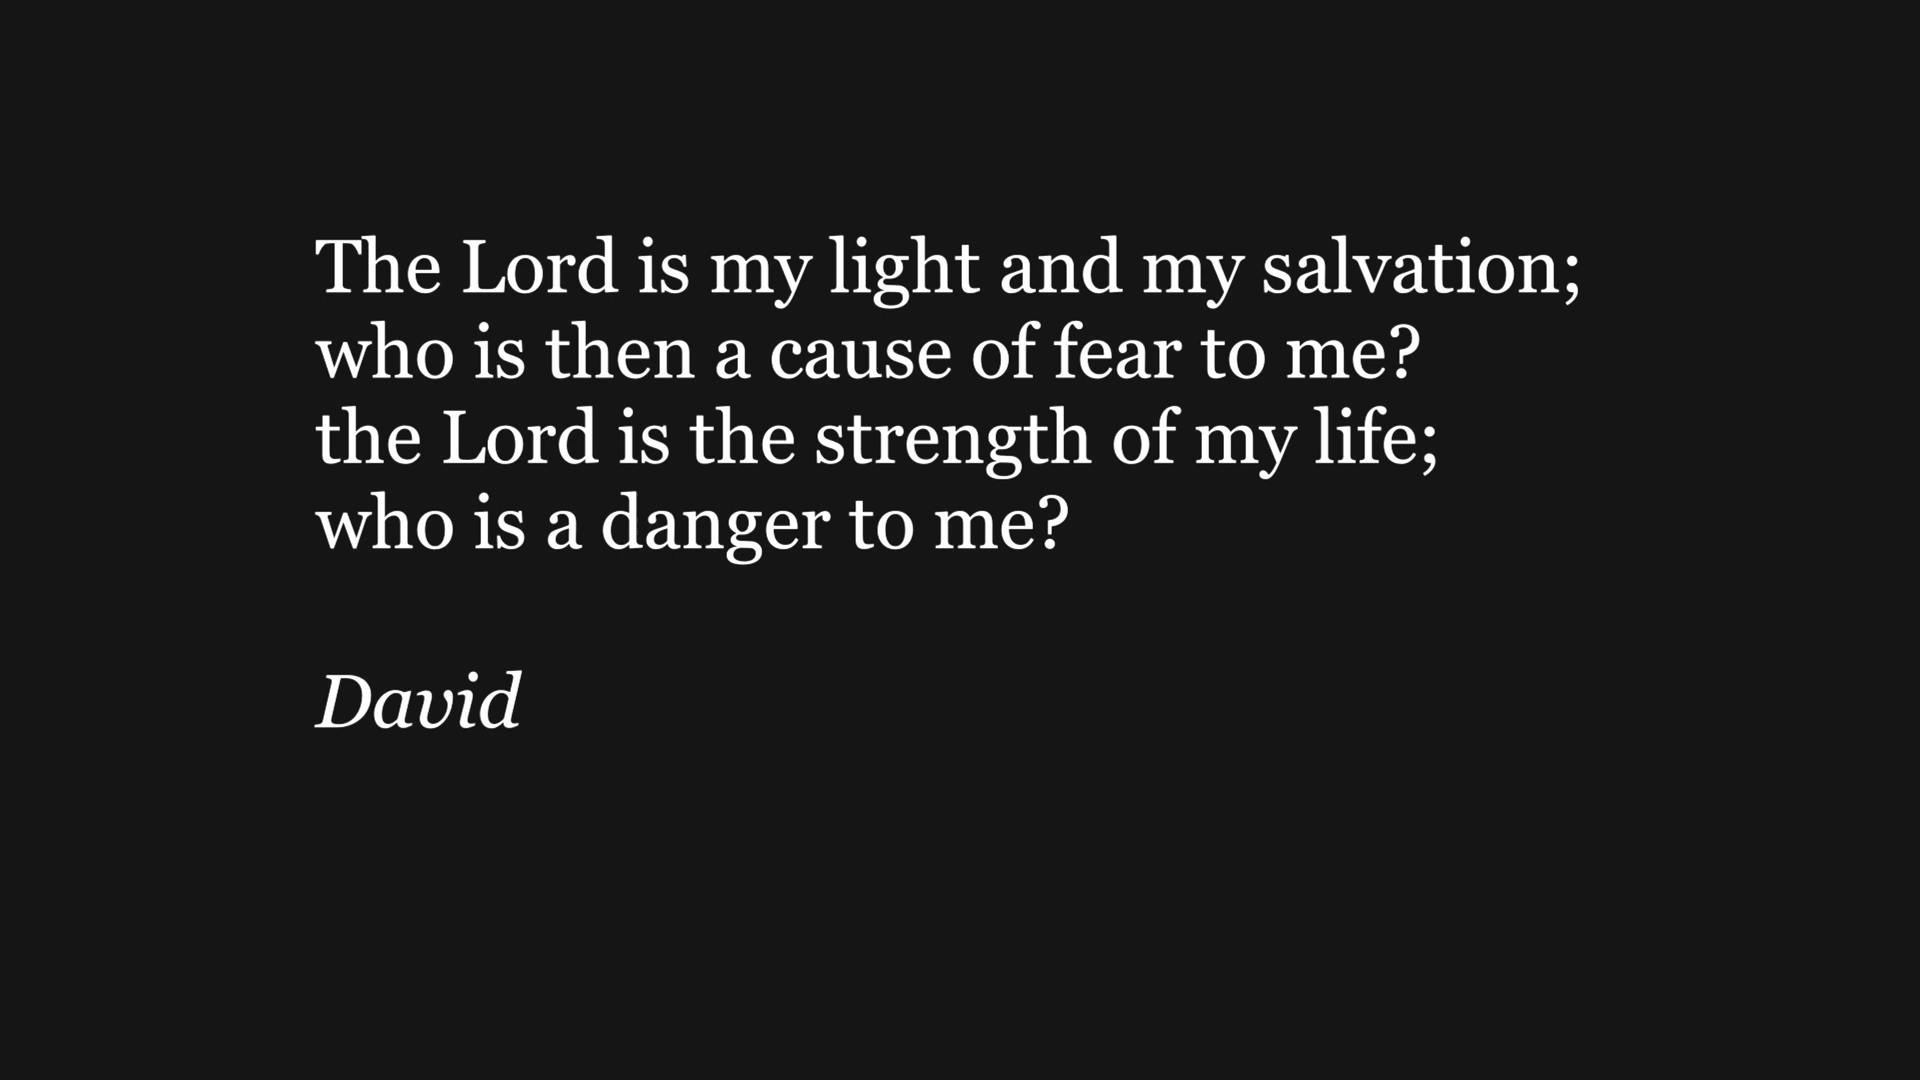 The Lord is my light and my salvation;
who is then a cause of fear to me?
the Lord is the strength of my life;
who is a danger to me?
David